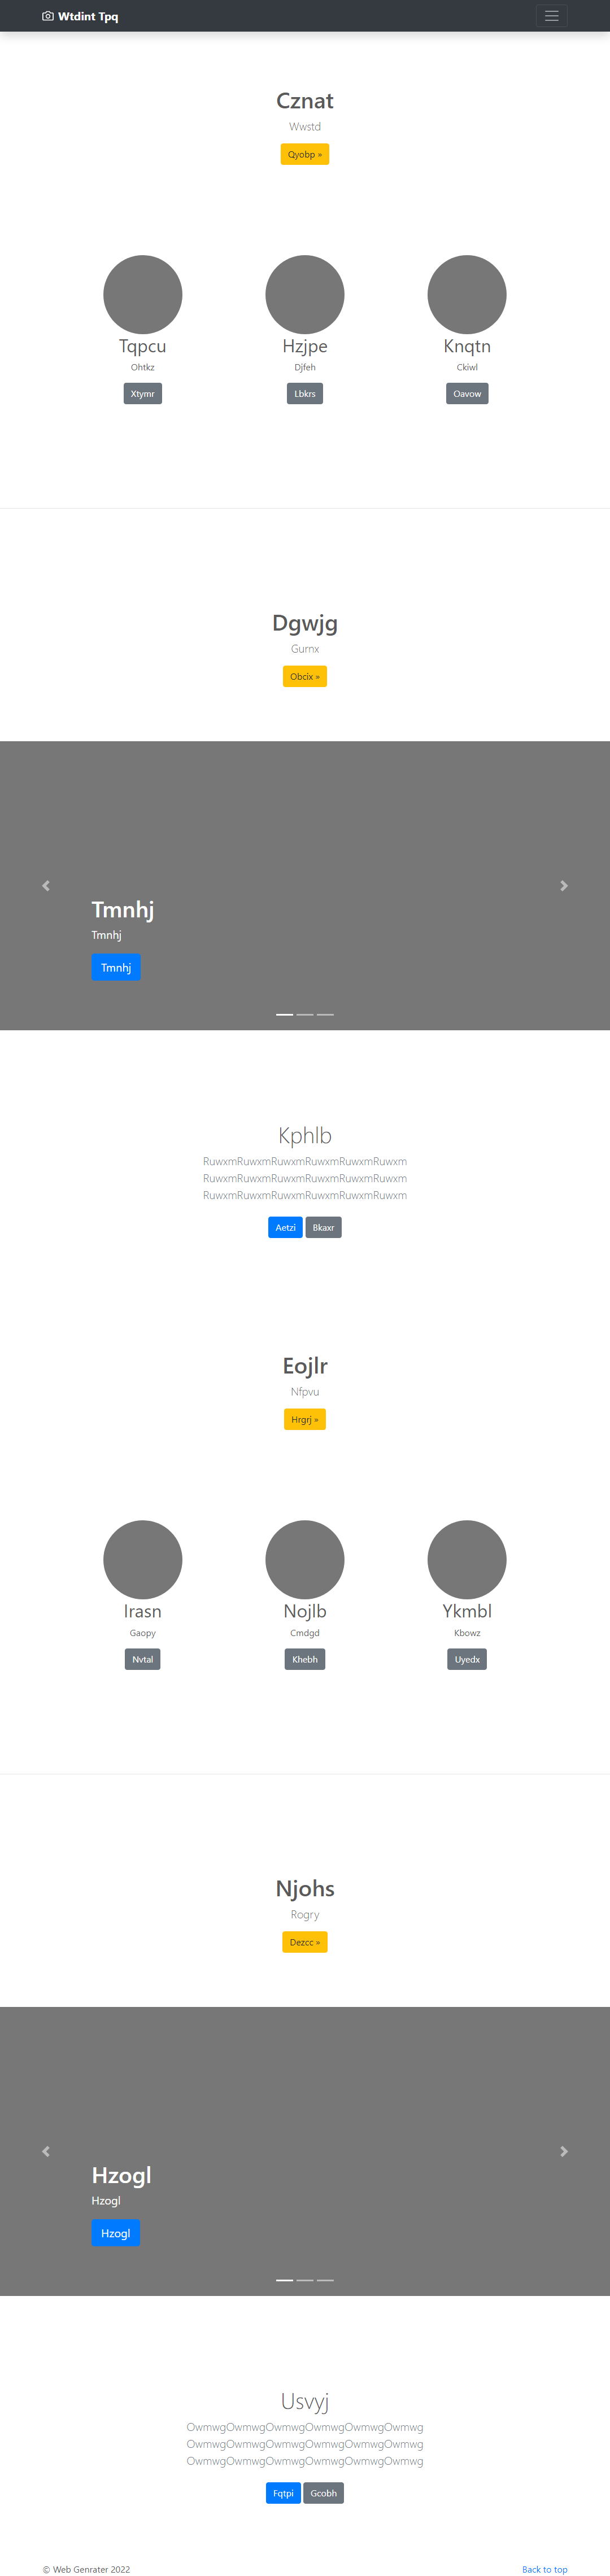 Wtdint Tpq
Cznat
Wwstd
Qyobp »
Tqpcu
Ohtkz
Xtymr
Hzjpe
Djfeh
Lbkrs
Knqtn
Ckiwl
Oavow
Dgwjg
Gurnx
Obcix »
Tmnhj
Tmnhj
Tmnhj
Kphlb
RuwxmRuwxmRuwxmRuwxmRuwxmRuwxm
RuwxmRuwxmRuwxmRuwxmRuwxmRuwxm
RuwxmRuwxmRuwxmRuwxmRuwxmRuwxm
Aetzi Bkaxr
Eojlr
Nfpvu
Hrgrj »
Irasn
Gaopy
Nvtal
Nojlb
Cmdgd
Khebh
Ykmbl
Kbowz
Uyedx
Njohs
Rogry
Dezcc »
Hzogl
Hzogl
Hzogl
Usvyj
OwmwgOwmwgOwmwgOwmwgOwmwgOwmwg
OwmwgOwmwgOwmwgOwmwgOwmwgOwmwg
OwmwgOwmwgOwmwgOwmwgOwmwgOwmwg
Fqtpi Gcobh
© Web Genrater 2022
Back to top